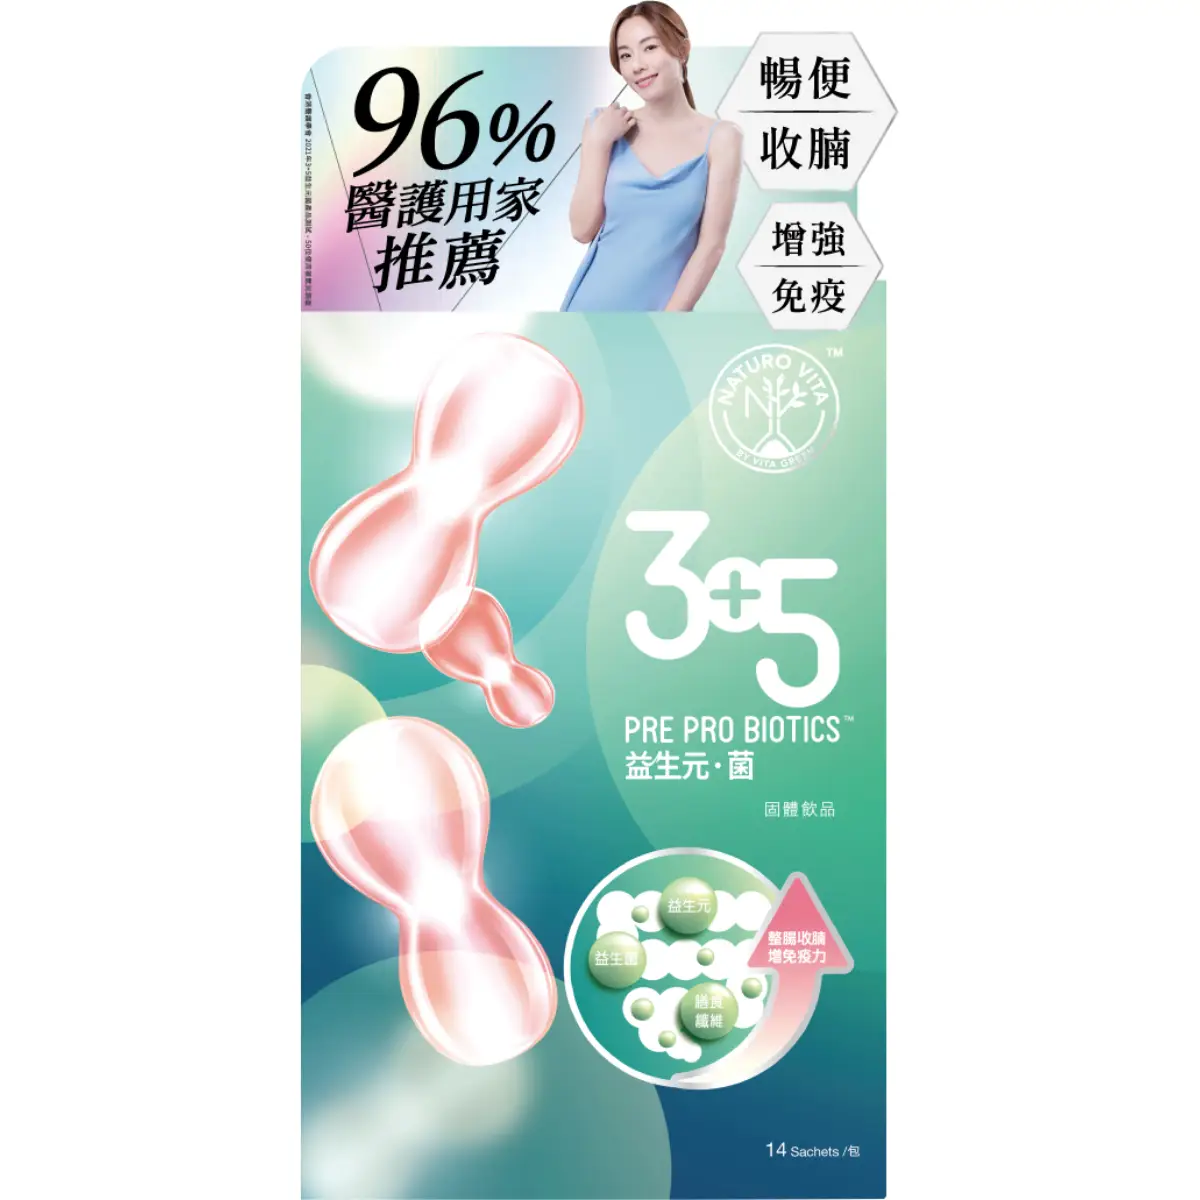 96%
醫護用家
推薦
暢便
收腩
增強
免疫
NATURO VITA
TM
N
BY VITA GREEN
3+5
PRE PRO BIOTICS™
益生元·菌
固體飲品
益生元
益生菌
膳食
纖維
整腸收腩
增免疫力
14 Sachets /包